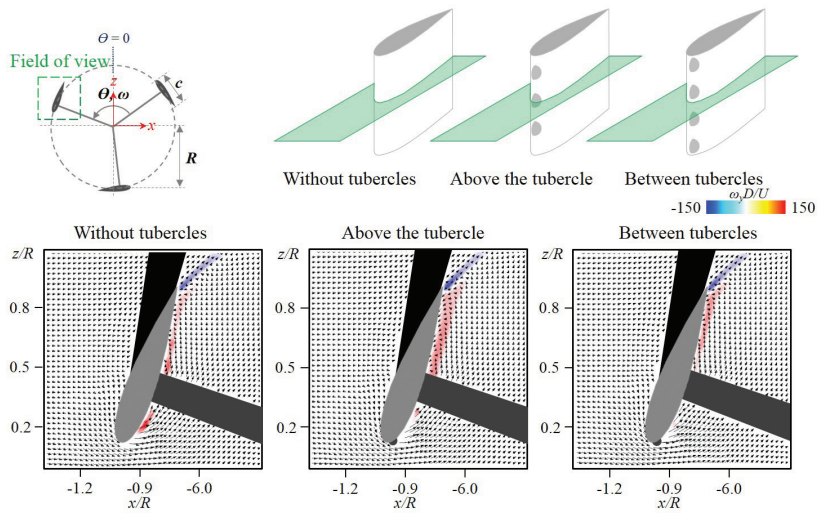 Θ = 0
Field of view
z
c
Θ, ω
x
R
Without tubercles
Above the tubercle
Between tubercles
ωyD/U
-150
150
Without tubercles
Above the tubercle
Between tubercles
z/R
z/R
z/R
0.8
0.8
0.8
0.5
0.5
0.5
0.2
0.2
0.2
-1.2
-0.9
-6.0
-1.2
-0.9
-6.0
-1.2
-0.9
-6.0
x/R
x/R
x/R